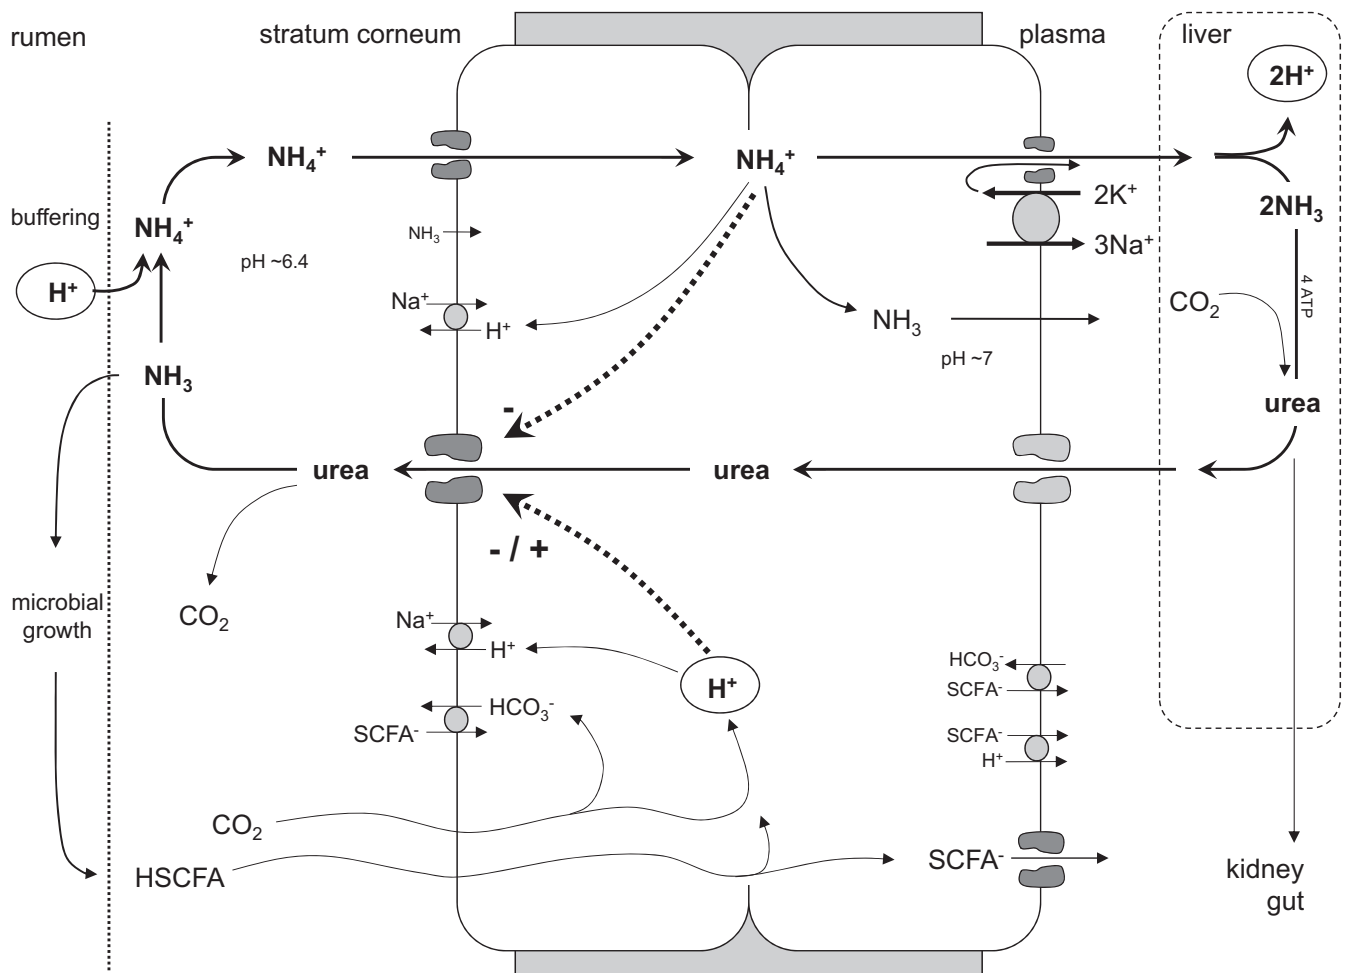 rumen
stratum corneum
plasma
liver
2H⁺
NH₄⁺
NH₄⁺
buffering
NH₄⁺
2K⁺
2NH₃
NH₃
3Na⁺
pH ~6.4
H⁺
Na⁺
H⁺
NH₃
CO₂
4 ATP
pH ~7
NH₃
urea
-
urea
urea
- / +
microbial
growth
CO₂
Na⁺
H⁺
H⁺
HCO₃⁻
SCFA⁻
HCO₃⁻
SCFA⁻
SCFA⁻
H⁺
CO₂
HSCFA
SCFA⁻
kidney
gut